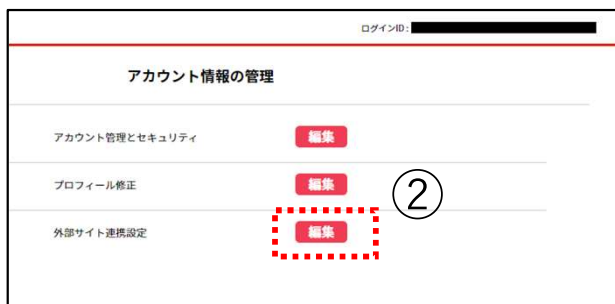 ログインID:
アカウント情報の管理
アカウント管理とセキュリティ 編集
プロフィール修正 編集
②
外部サイト連携設定 編集